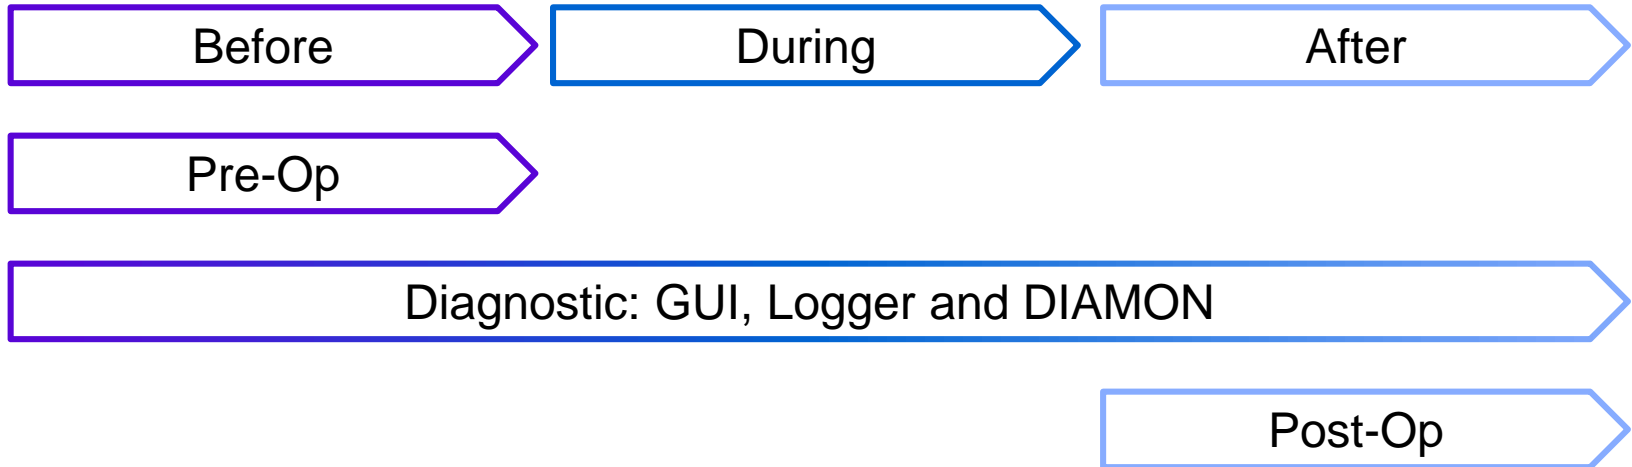 Before
During
After
Pre-Op
Diagnostic: GUI, Logger and DIAMON
Post-Op